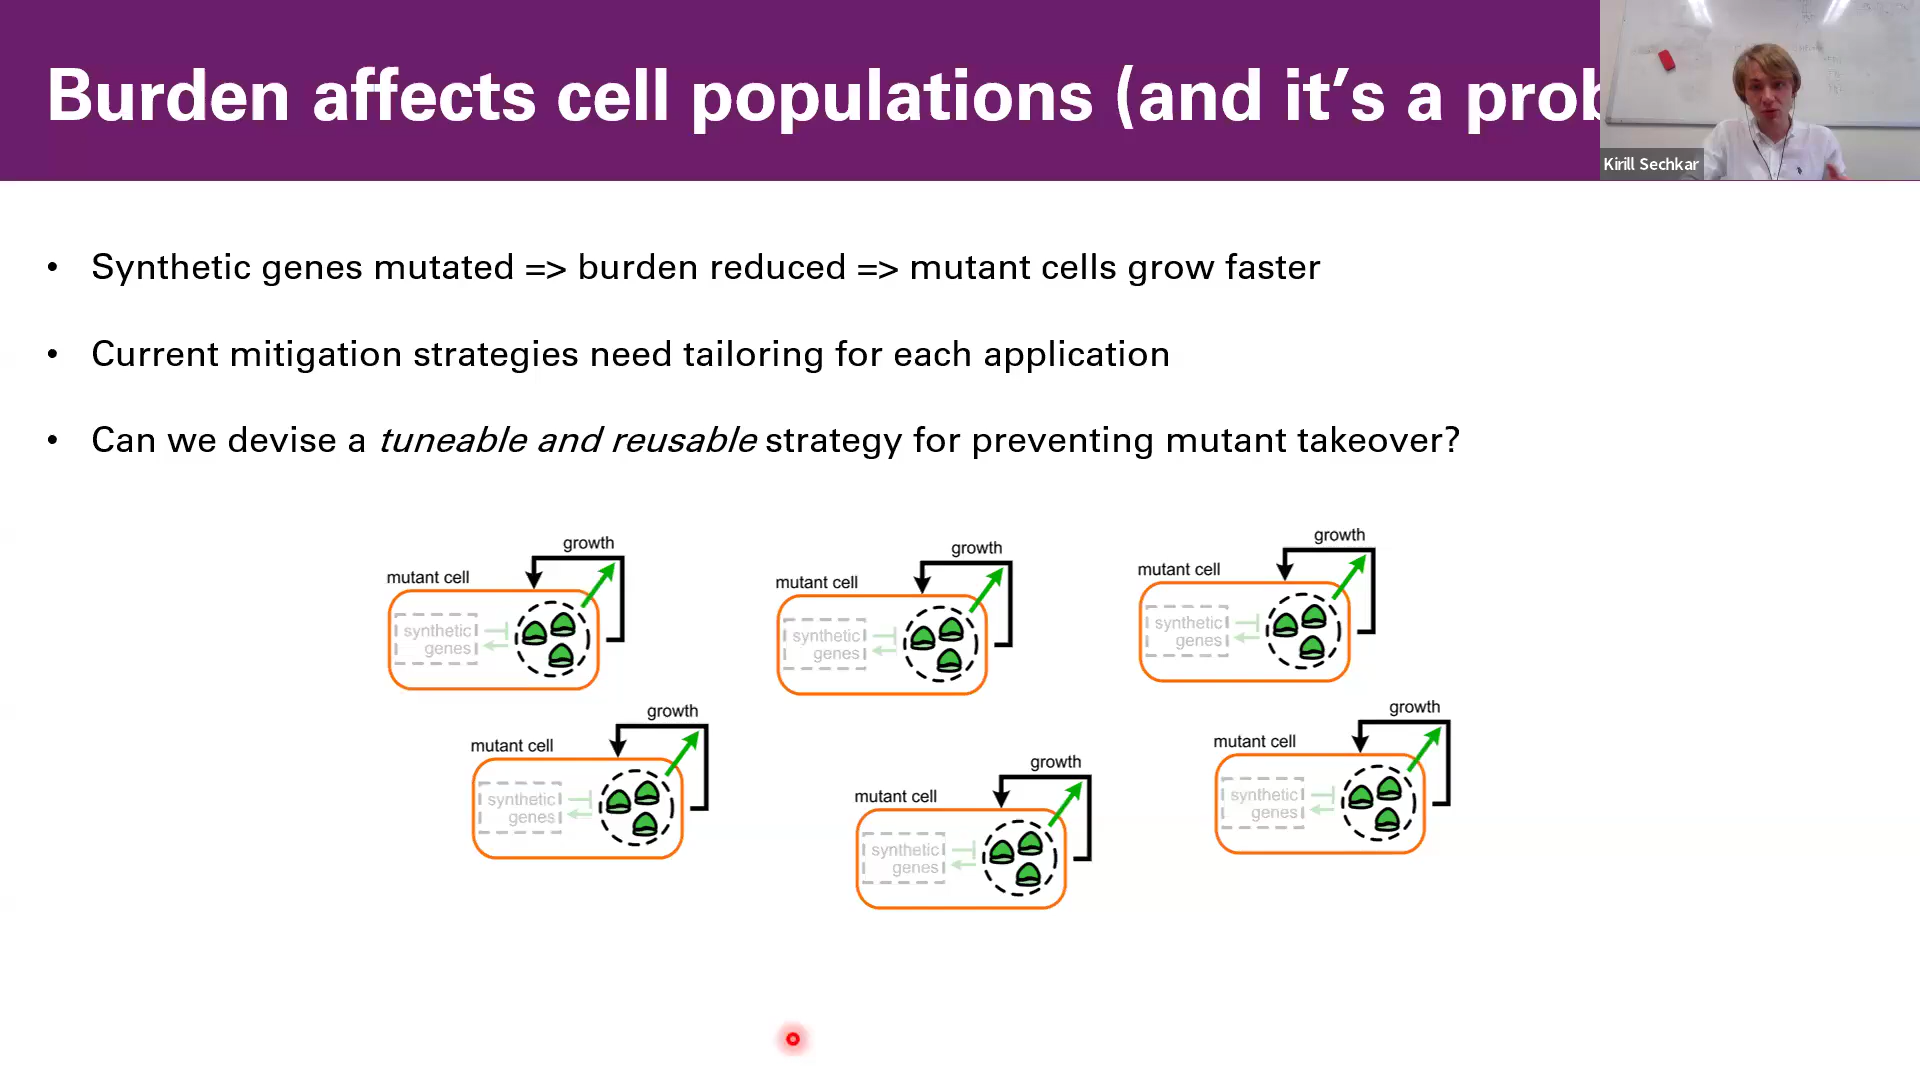 Burden affects cell populations (and it's a prob
Kirill Sechkar
• Synthetic genes mutated => burden reduced => mutant cells grow faster
• Current mitigation strategies need tailoring for each application
• Can we devise a tuneable and reusable strategy for preventing mutant takeover?
growth
mutant cell
synthetic
genes
growth
mutant cell
synthetic
genes
growth
mutant cell
synthetic
genes
growth
mutant cell
synthetic
genes
growth
mutant cell
synthetic
genes
growth
mutant cell
synthetic
genes